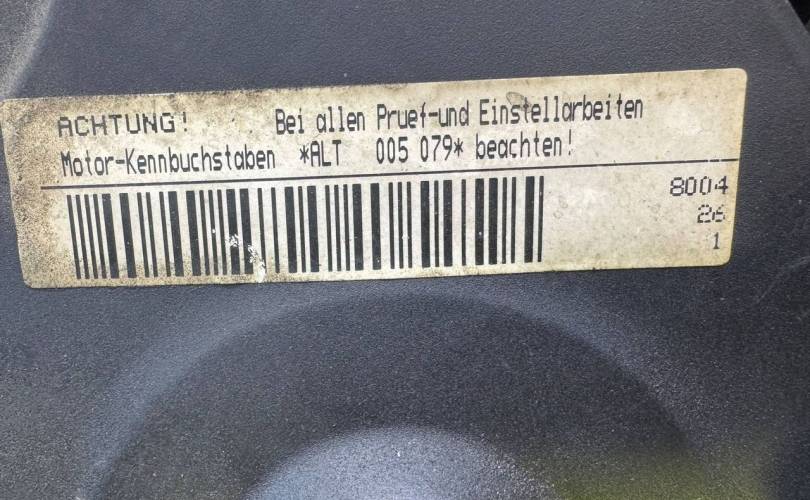 ACHTUNG! Bei allen Pruef-und Einstellarbeiten
Motor-Kennbuchstaben *ALT 005 079* beachten!
8004
26
1